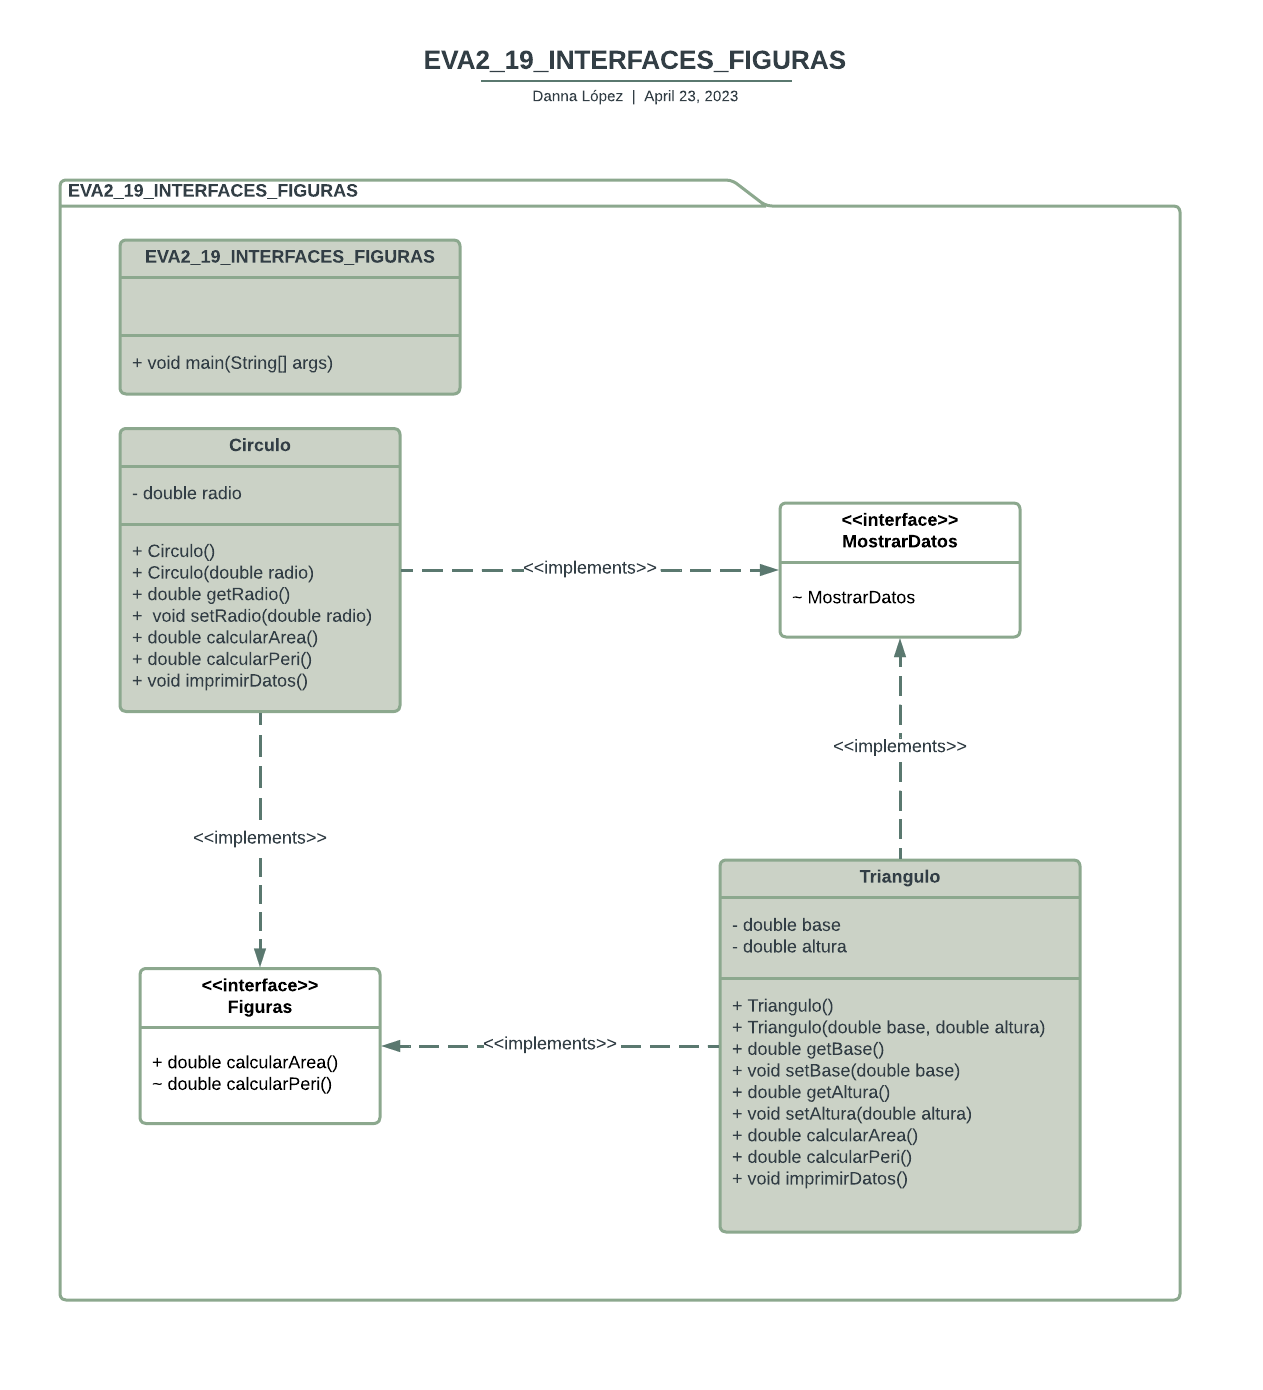 EVA2_19_INTERFACES_FIGURAS
Danna López | April 23, 2023
EVA2_19_INTERFACES_FIGURAS
EVA2_19_INTERFACES_FIGURAS
+ void main(String[] args)
Circulo
- double radio
+ Circulo()
+ Circulo(double radio)
+ double getRadio()
+  void setRadio(double radio)
+ double calcularArea()
+ double calcularPeri()
+ void imprimirDatos()
<<implements>>
<<interface>>
MostrarDatos
~ MostrarDatos
<<implements>>
<<implements>>
<<interface>>
Figuras
+ double calcularArea()
~ double calcularPeri()
<<implements>>
Triangulo
- double base
- double altura
+ Triangulo()
+ Triangulo(double base, double altura)
+ double getBase()
+ void setBase(double base)
+ double getAltura()
+ void setAltura(double altura)
+ double calcularArea()
+ double calcularPeri()
+ void imprimirDatos()